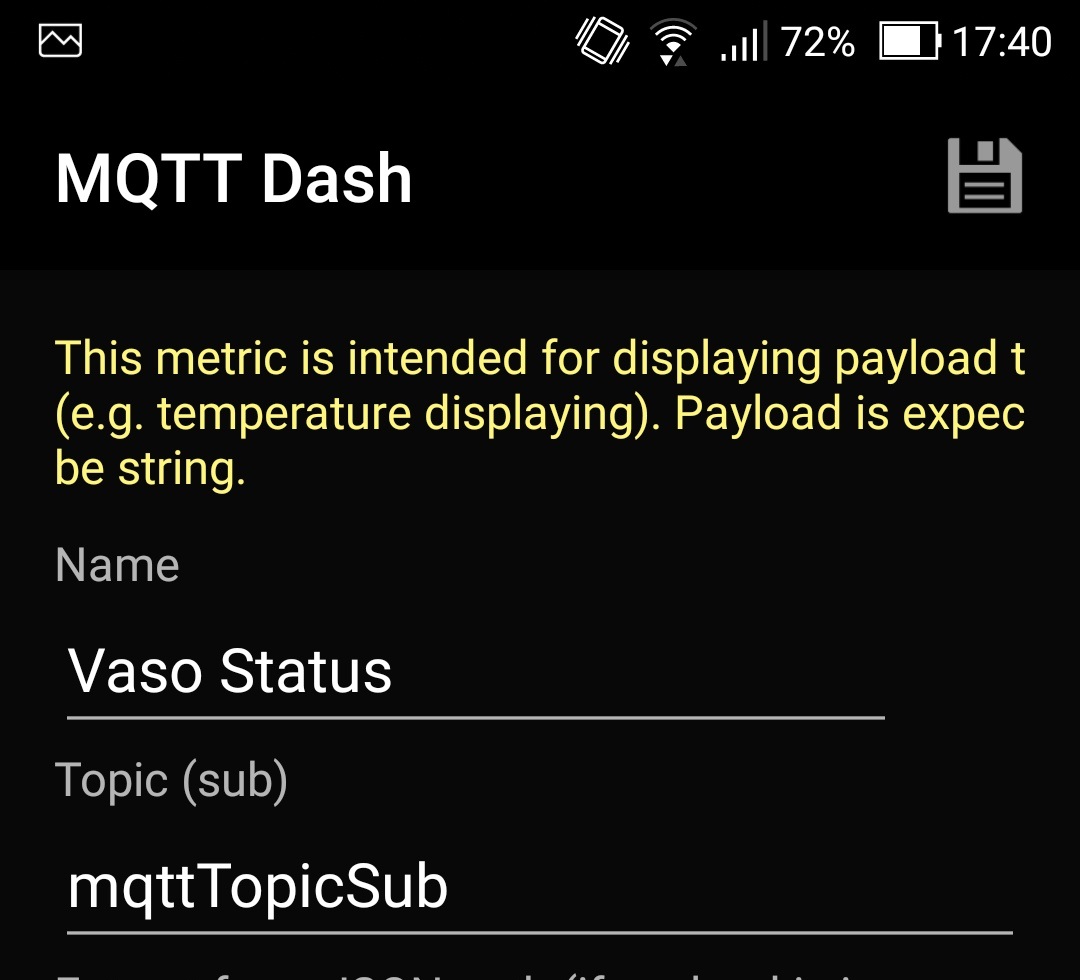 72% 17:40
MQTT Dash
This metric is intended for displaying payload t
(e.g. temperature displaying). Payload is expec
be string.
Name
Vaso Status
Topic (sub)
mqttTopicSub